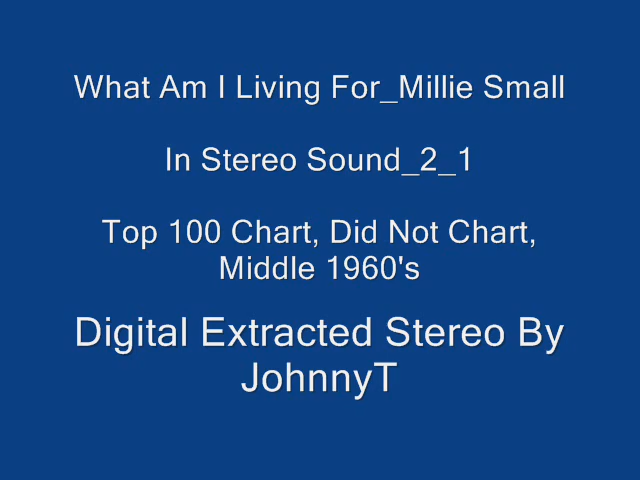 What Am I Living For_Millie Small
In Stereo Sound_2_1
Top 100 Chart, Did Not Chart,
Middle 1960's
Digital Extracted Stereo By
JohnnyT